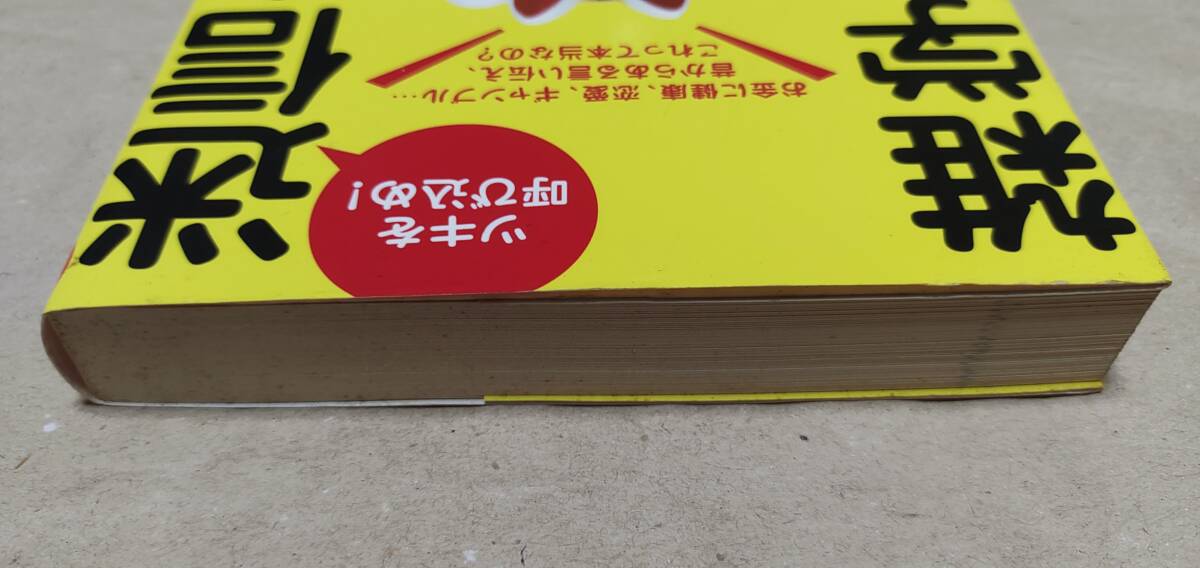 迷信
雑学
ツキを
呼び込め!
お金に健康、恋愛、ギャンブル…
昔からある言い伝え、
これって本当なの?